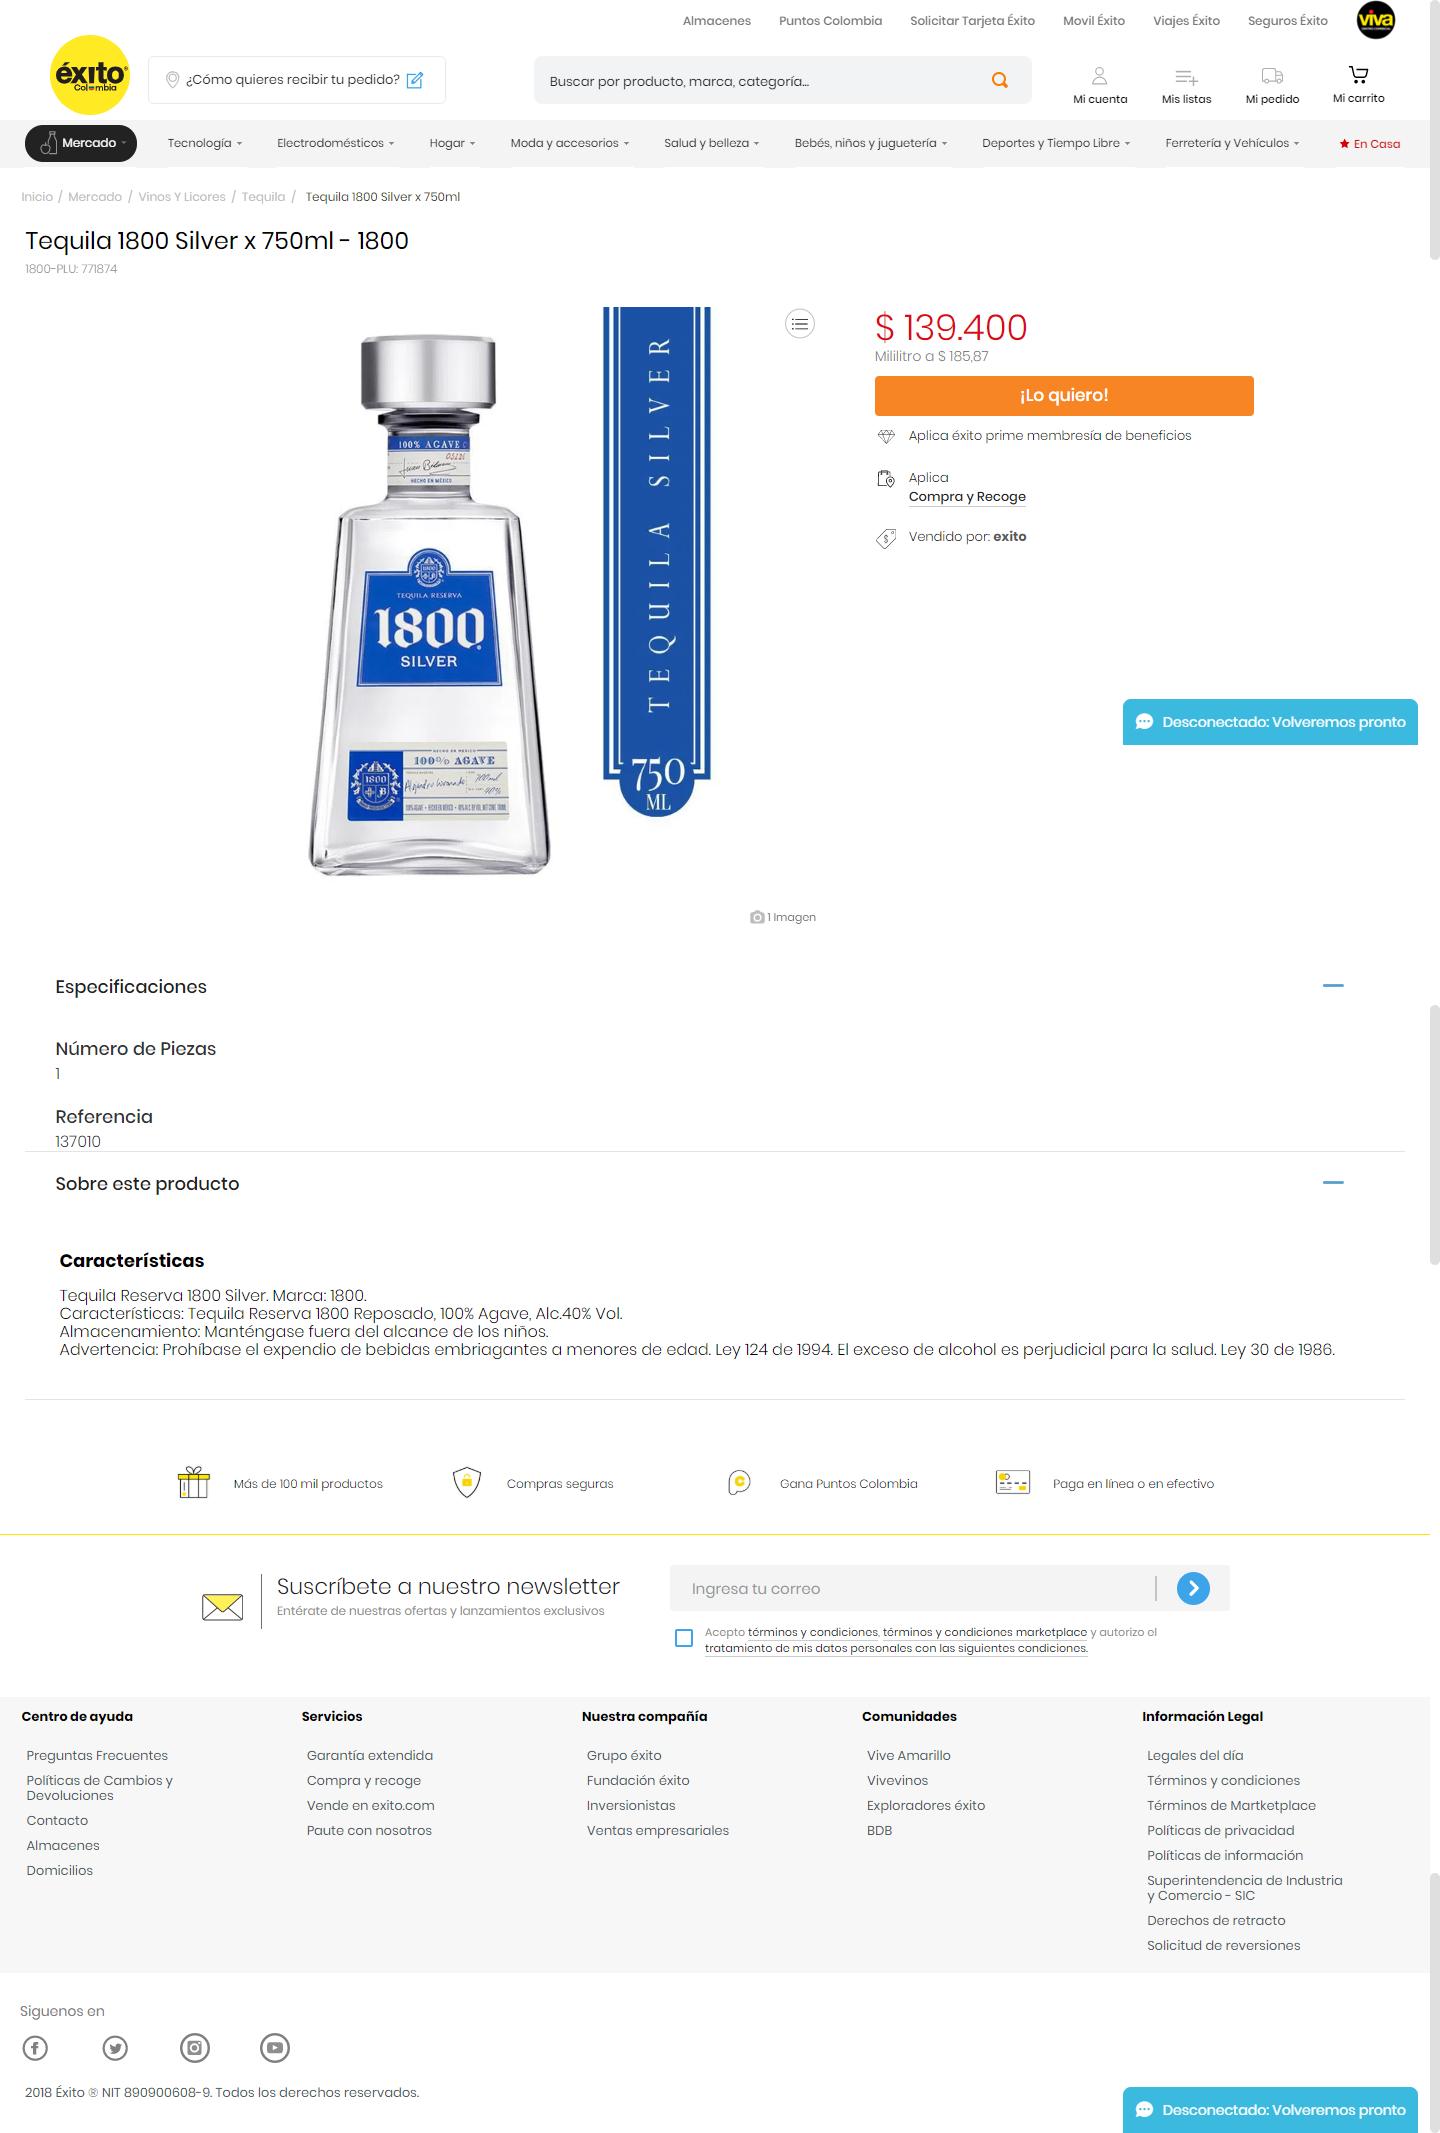 Almacenes
Puntos Colombia
Solicitar Tarjeta Éxito
Movil Éxito
Viajes Éxito
Seguros Éxito
viva
éxito
Colombia
¿Cómo quieres recibir tu pedido?
Buscar por producto, marca, categoría...
Mi cuenta
Mis listas
Mi pedido
Mi carrito
Mercado
Tecnología
Electrodomésticos
Hogar
Moda y accesorios
Salud y belleza
Bebés, niños y juguetería
Deportes y Tiempo Libre
Ferretería y Vehículos
En Casa
Inicio / Mercado / Vinos Y Licores / Tequila / Tequila 1800 Silver x 750ml
Tequila 1800 Silver x 750ml - 1800
1800-PLU: 771874
100% AGAVE
HECHO EN MÉXICO
1800
TEQUILA RESERVA
1800
SILVER
HECHO EN MÉXICO
100% AGAVE
1800
TEQUILA SILVER
750
ML
$ 139.400
Mililitro a $ 185,87
¡Lo quiero!
Aplica éxito prime membresía de beneficios
Aplica
Compra y Recoge
Vendido por: exito
Desconectado: Volveremos pronto
1 Imagen
Especificaciones
Número de Piezas
1
Referencia
137010
Sobre este producto
Características
Tequila Reserva 1800 Silver. Marca: 1800.
Características: Tequila Reserva 1800 Reposado, 100% Agave, Alc.40% Vol.
Almacenamiento: Manténgase fuera del alcance de los niños.
Advertencia: Prohíbase el expendio de bebidas embriagantes a menores de edad. Ley 124 de 1994. El exceso de alcohol es perjudicial para la salud. Ley 30 de 1986.
Más de 100 mil productos
Compras seguras
Gana Puntos Colombia
Paga en línea o en efectivo
Suscríbete a nuestro newsletter
Entérate de nuestras ofertas y lanzamientos exclusivos
Ingresa tu correo
Acepto términos y condiciones, términos y condiciones marketplace y autorizo el
tratamiento de mis datos personales con las siguientes condiciones.
Centro de ayuda
Preguntas Frecuentes
Políticas de Cambios y
Devoluciones
Contacto
Almacenes
Domicilios
Servicios
Garantía extendida
Compra y recoge
Vende en exito.com
Paute con nosotros
Nuestra compañía
Grupo éxito
Fundación éxito
Inversionistas
Ventas empresariales
Comunidades
Vive Amarillo
Vivevinos
Exploradores éxito
BDB
Información Legal
Legales del día
Términos y condiciones
Términos de Martketplace
Políticas de privacidad
Políticas de información
Superintendencia de Industria
y Comercio - SIC
Derechos de retracto
Solicitud de reversiones
Siguenos en
2018 Éxito ® NIT 890900608-9. Todos los derechos reservados.
Desconectado: Volveremos pronto